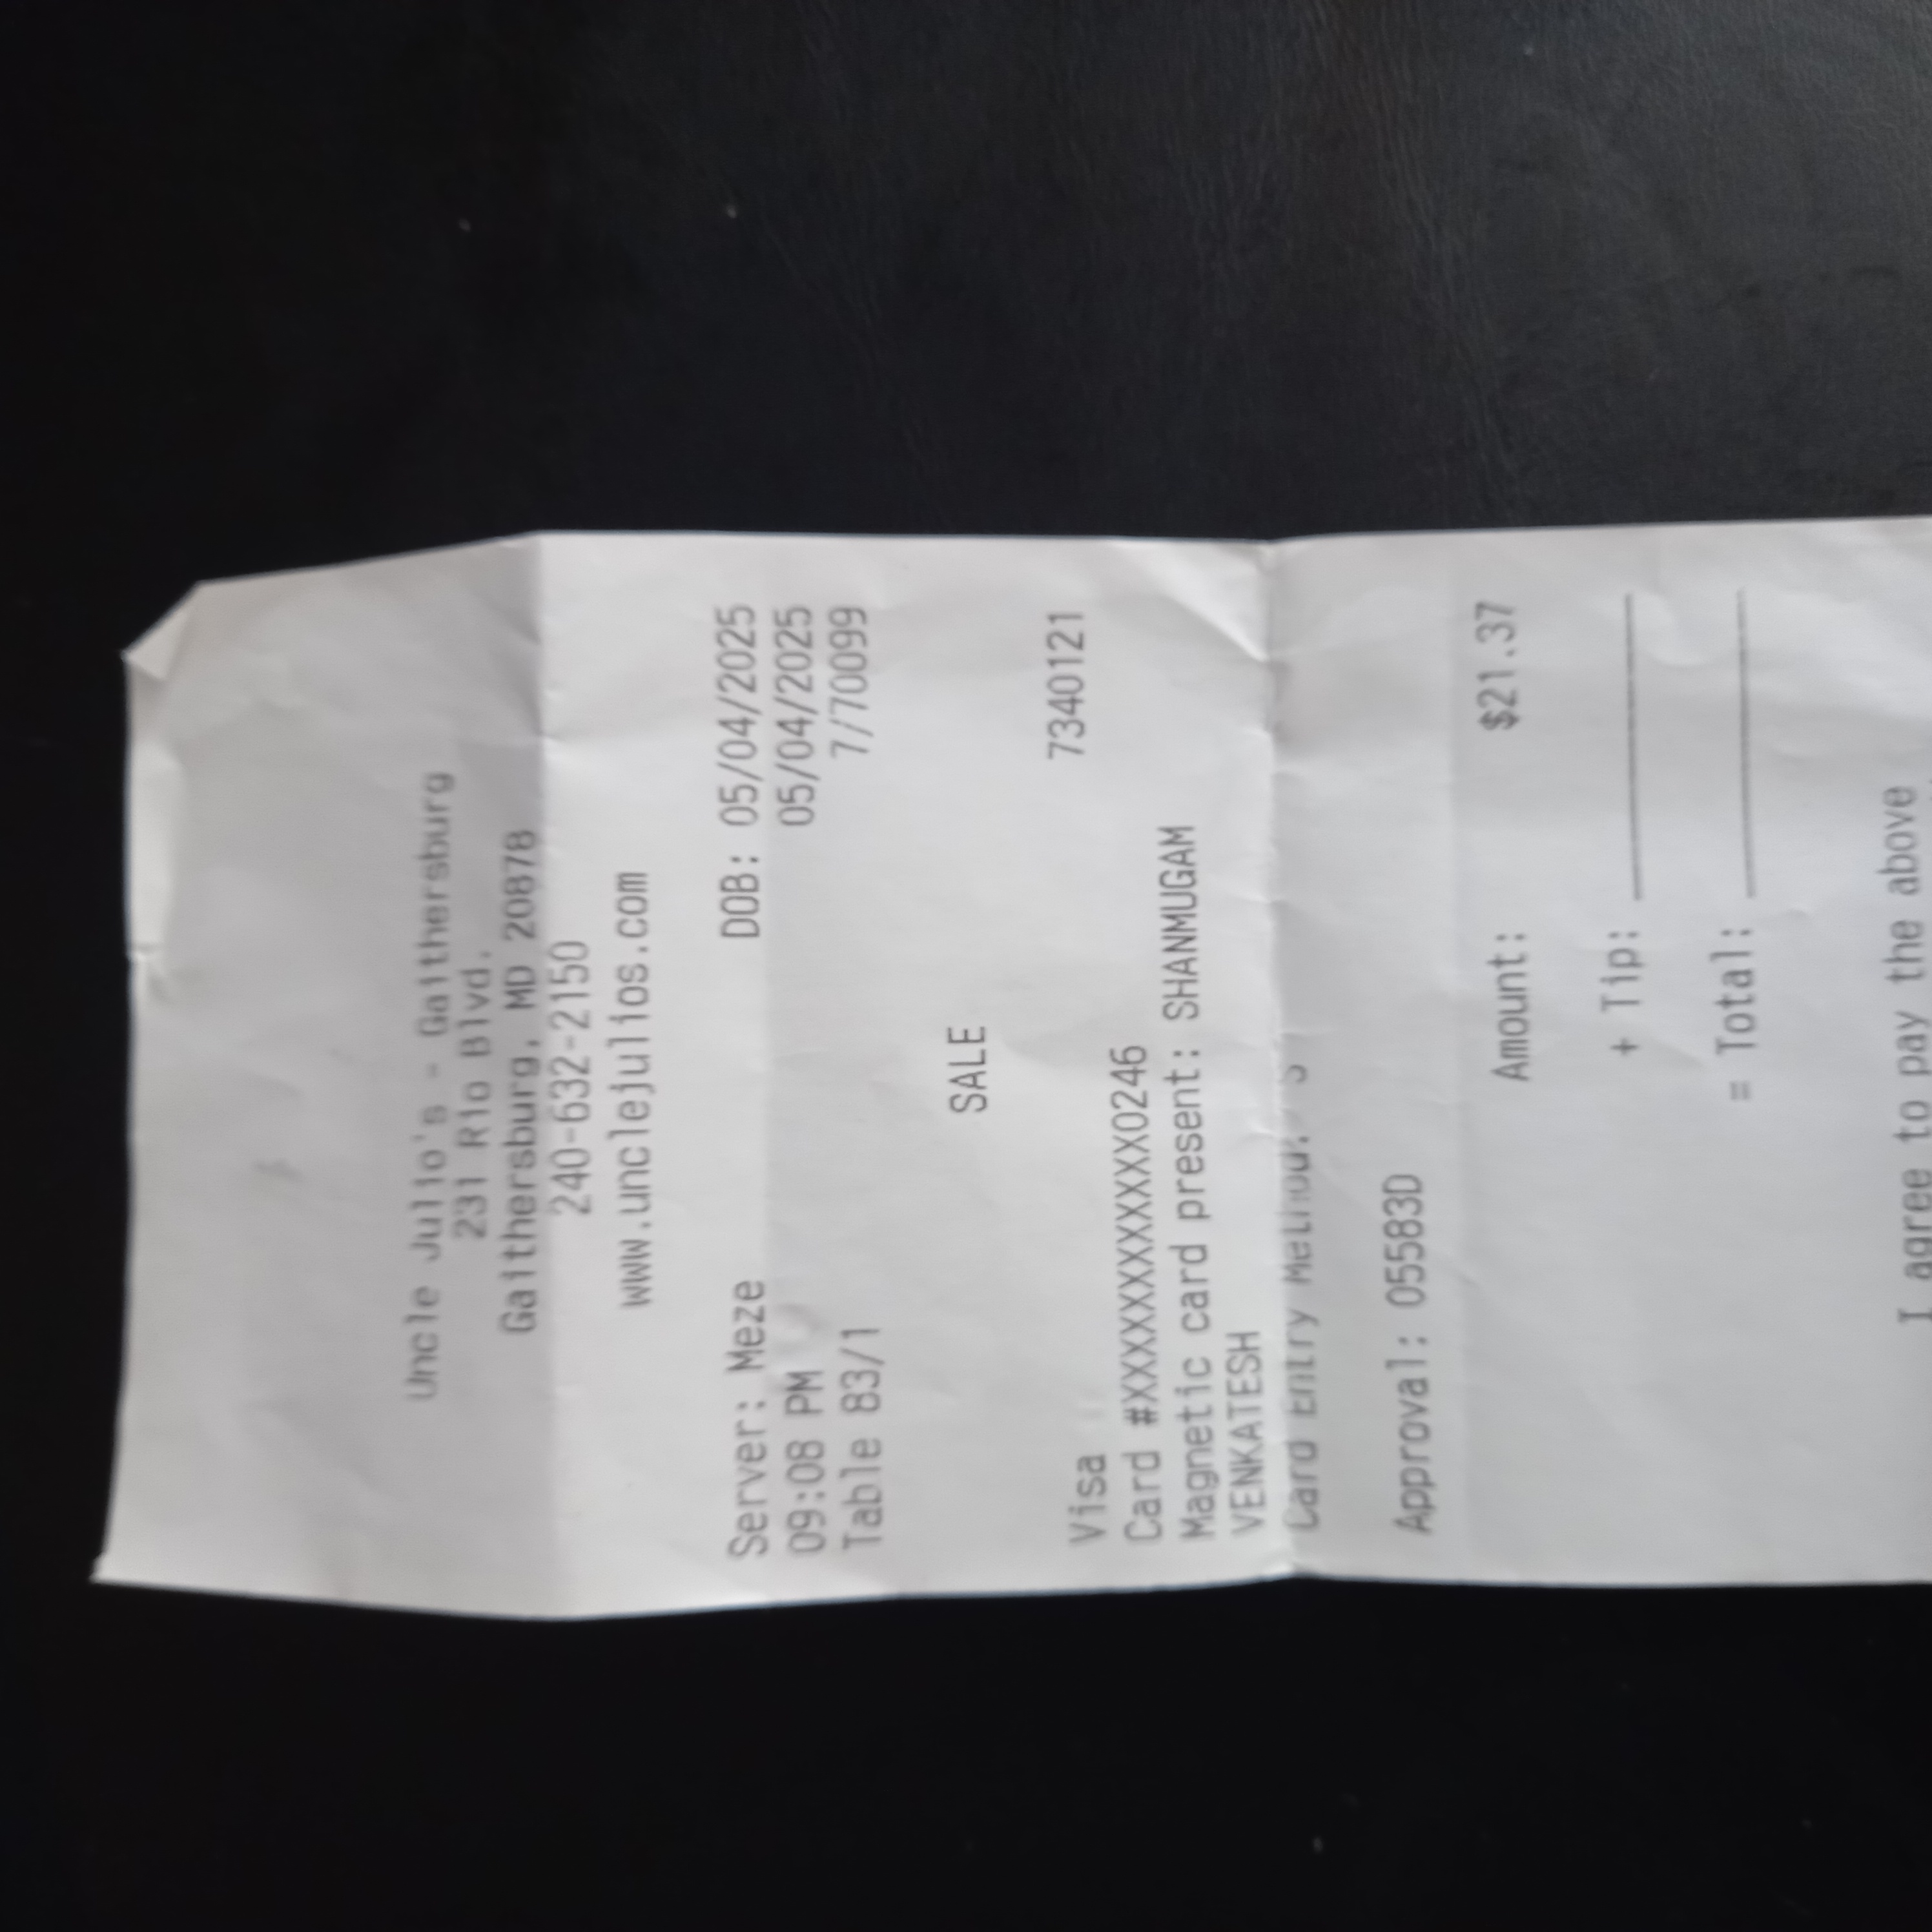 Uncle Julio's - Gaithersburg
231 Rio Blvd.
Gaithersburg, MD 20878
240-632-2150
www.unclejulios.com
Server: Meze DOB: 05/04/2025
09:08 PM 05/04/2025
Table 83/1 7/70099
SALE
Visa 7340121
Card #XXXXXXXXXXXX0246
Magnetic card present: SHANMUGAM
VENKATESH
Card Entry Method: S
Approval: 05583D
Amount: $21.37
+ Tip:
= Total:
I agree to pay the above